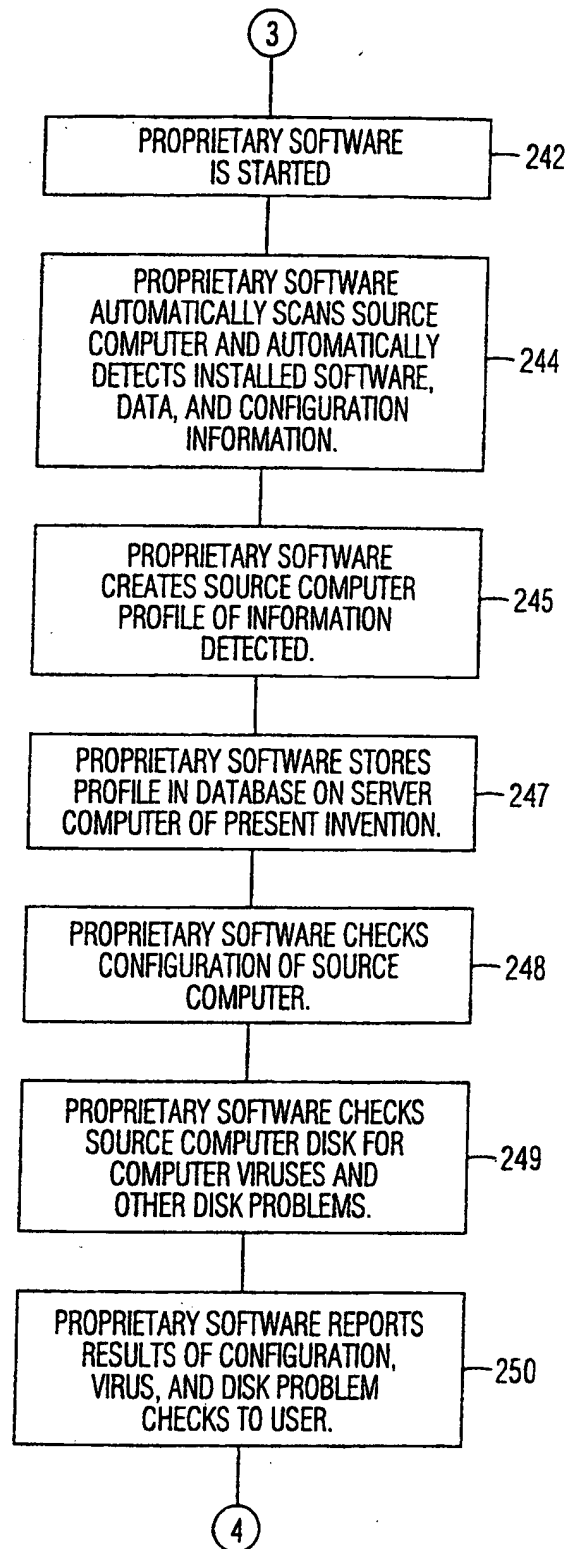 3
PROPRIETARY SOFTWARE
IS STARTED
242
PROPRIETARY SOFTWARE
AUTOMATICALLY SCANS SOURCE
COMPUTER AND AUTOMATICALLY
DETECTS INSTALLED SOFTWARE,
DATA, AND CONFIGURATION
INFORMATION.
244
PROPRIETARY SOFTWARE
CREATES SOURCE COMPUTER
PROFILE OF INFORMATION
DETECTED.
245
PROPRIETARY SOFTWARE STORES
PROFILE IN DATABASE ON SERVER
COMPUTER OF PRESENT INVENTION.
247
PROPRIETARY SOFTWARE CHECKS
CONFIGURATION OF SOURCE
COMPUTER.
248
PROPRIETARY SOFTWARE CHECKS
SOURCE COMPUTER DISK FOR
COMPUTER VIRUSES AND
OTHER DISK PROBLEMS.
249
PROPRIETARY SOFTWARE REPORTS
RESULTS OF CONFIGURATION,
VIRUS, AND DISK PROBLEM
CHECKS TO USER.
250
4